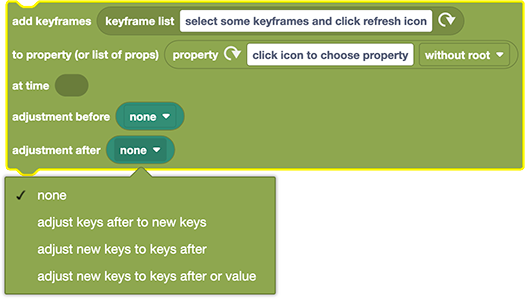 add keyframes keyframe list select some keyframes and click refresh icon
to property (or list of props) property click icon to choose property without root
at time
adjustment before none
adjustment after none
✓ none
adjust keys after to new keys
adjust new keys to keys after
adjust new keys to keys after or value